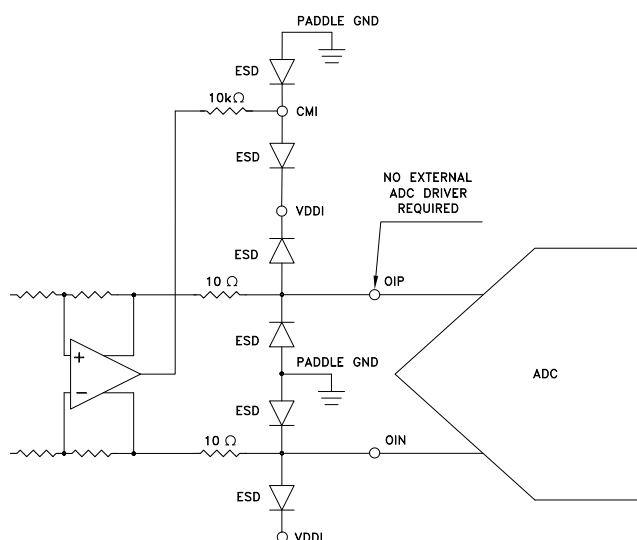 PADDLE GND
ESD
10kΩ
CMI
ESD
NO EXTERNAL
ADC DRIVER
REQUIRED
VDDI
ESD
10 Ω
OIP
ESD
PADDLE GND
+
ADC
−
ESD
10 Ω
OIN
ESD
VDDI